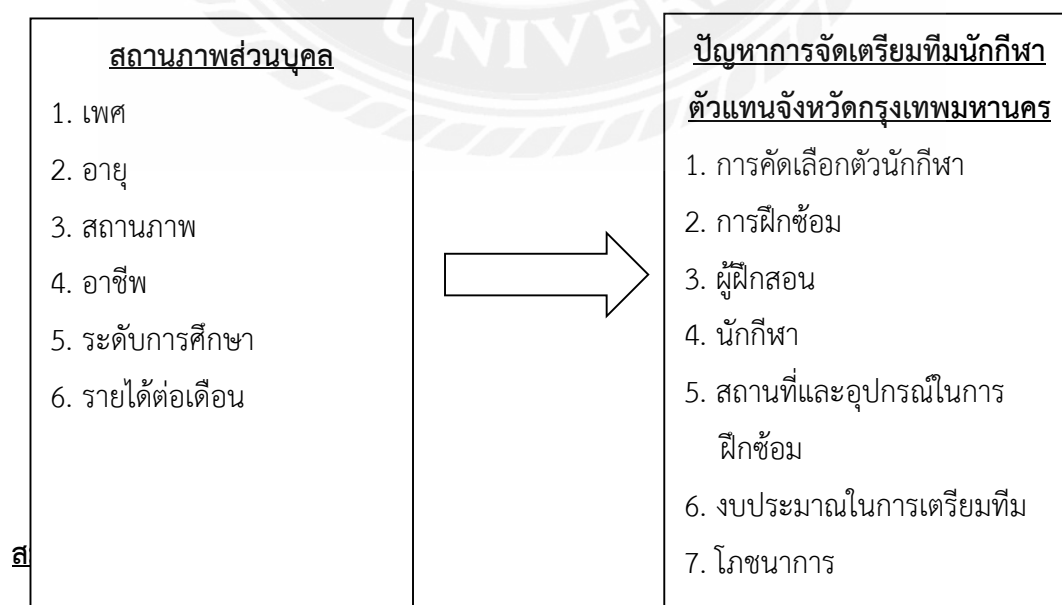 สถานภาพส่วนบุคล
1. เพศ
2. อายุ
3. สถานภาพ
4. อาชีพ
5. ระดับการศึกษา
6. รายได้ต่อเดือน
ปัญหาการจัดเตรียมทีมนักกีฬา
ตัวแทนจังหวัดกรุงเทพมหานคร
1. การคัดเลือกตัวนักกีฬา
2. การฝึกซ้อม
3. ผู้ฝึกสอน
4. นักกีฬา
5. สถานที่และอุปกรณ์ในการ
ฝึกซ้อม
6. งบประมาณในการเตรียมทีม
7. โภชนาการ